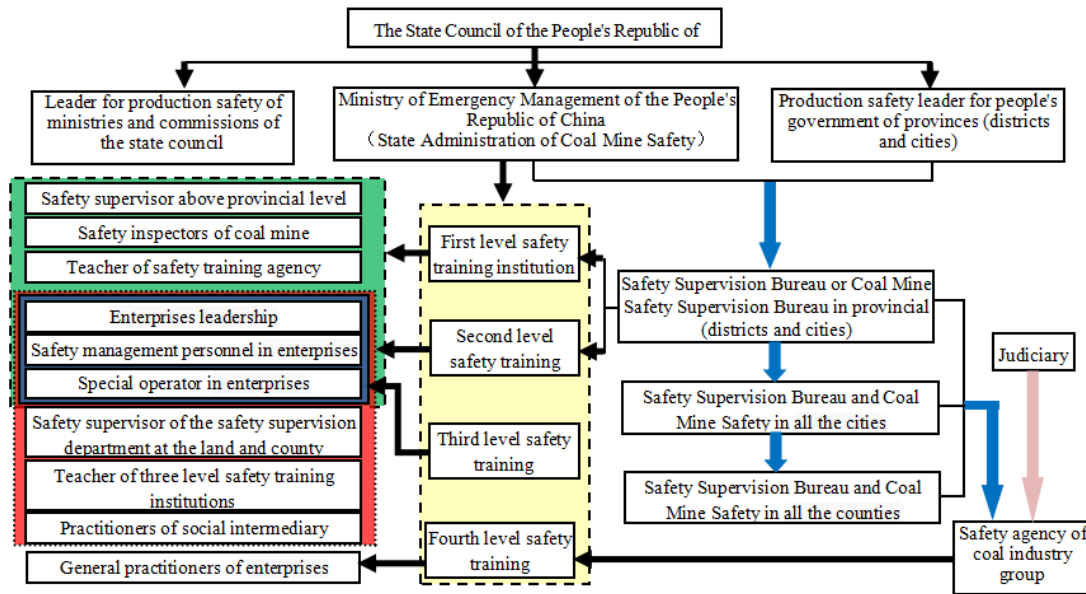 The State Council of the People's Republic of
Leader for production safety of
ministries and commissions of
the state council
Ministry of Emergency Management of the People's
Republic of China
（State Administration of Coal Mine Safety）
Production safety leader for people's
government of provinces (districts
and cities)
Safety supervisor above provincial level
Safety inspectors of coal mine
Teacher of safety training agency
Enterprises leadership
Safety management personnel in enterprises
Special operator in enterprises
Safety supervisor of the safety supervision
department at the land and county
Teacher of three level safety training
institutions
Practitioners of social intermediary
General practitioners of enterprises
First level safety
training institution
Second level
safety training
Third level safety
training
Fourth level safety
training
Safety Supervision Bureau or Coal Mine
Safety Supervision Bureau in provincial
(districts and cities)
Safety Supervision Bureau and Coal
Mine Safety in all the cities
Safety Supervision Bureau and Coal
Mine Safety in all the counties
Judiciary
Safety agency of
coal industry
group